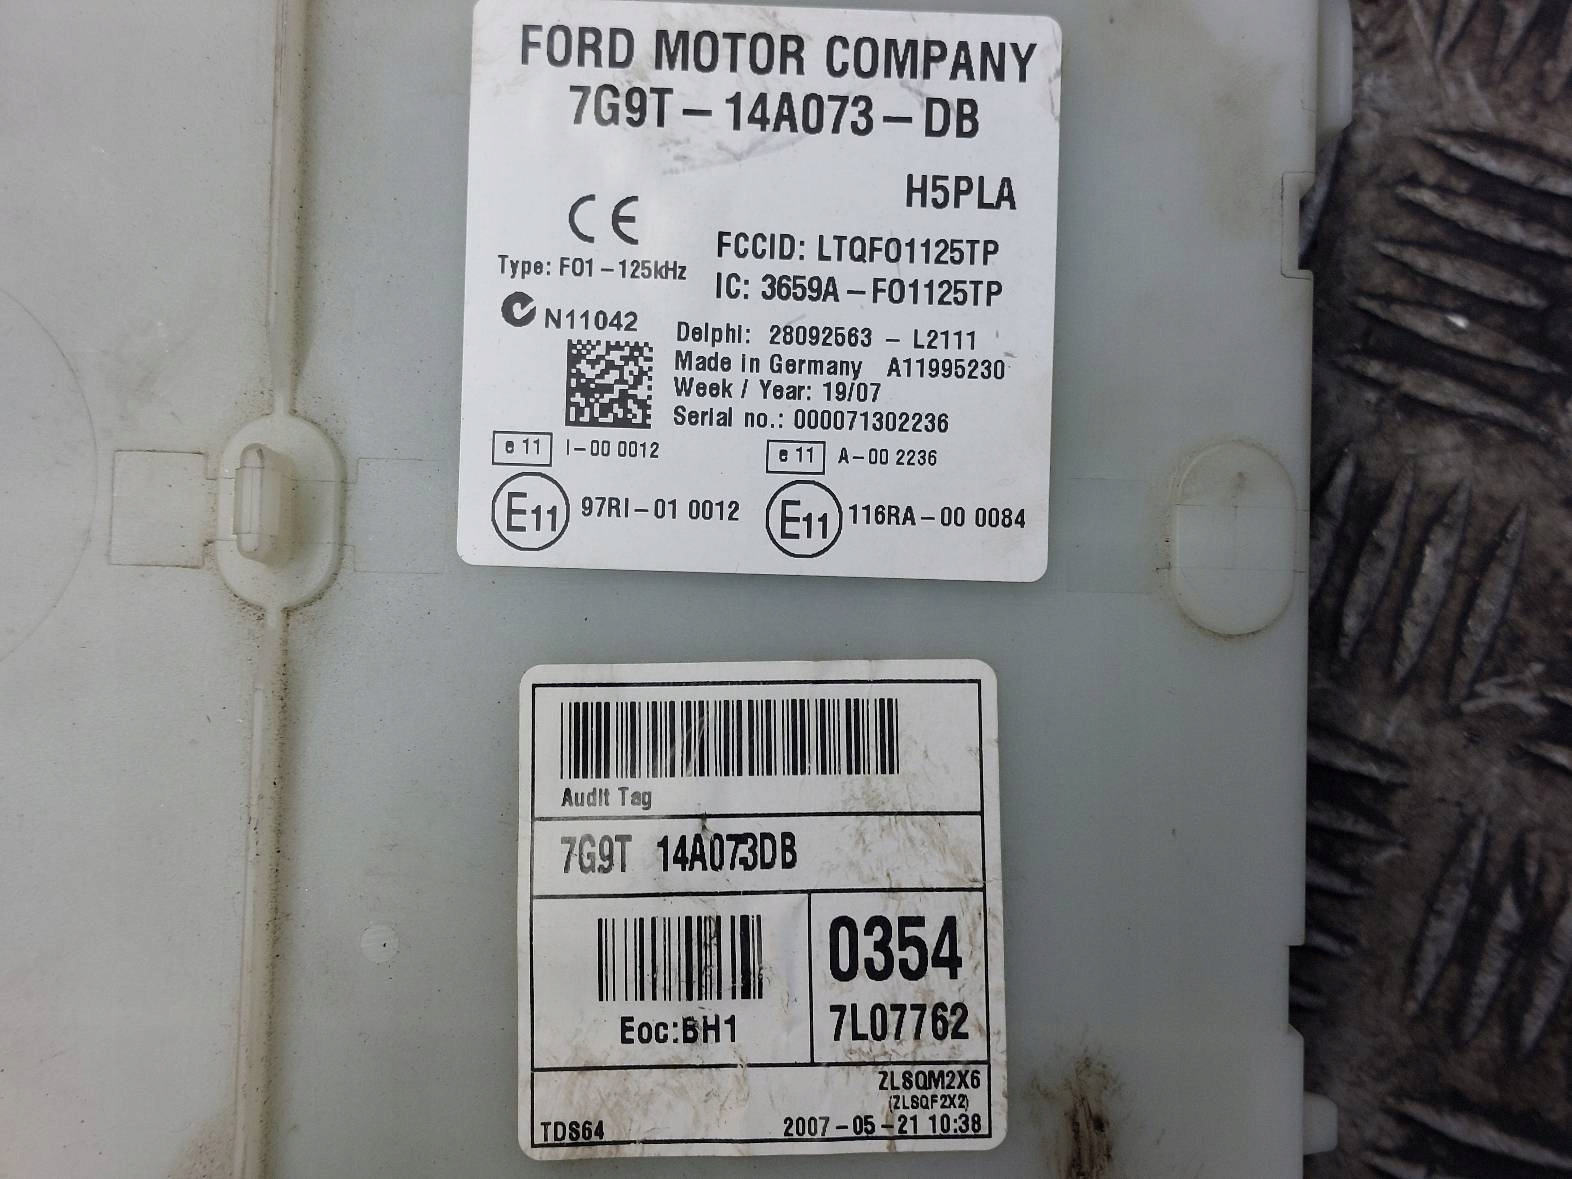 FORD MOTOR COMPANY
7G9T-14A073-DB
H5PLA
CE
FCCID: LTQFO1125TP
Type: F01-125kHz
IC: 3659A-FO1125TP
N11042
Delphi: 28092563 - L2111
Made in Germany A11995230
Week / Year: 19/07
Serial no.: 000071302236
e 11 I-00 0012
e 11 A-00 2236
E11 97RI-01 0012
E11 116RA-00 0084
Audit Tag
7G9T 14A073DB
0354
Eoc:BH1
7L07762
ZLSQM2X6
(ZLSQF2X2)
TDS64
2007-05-21 10:38